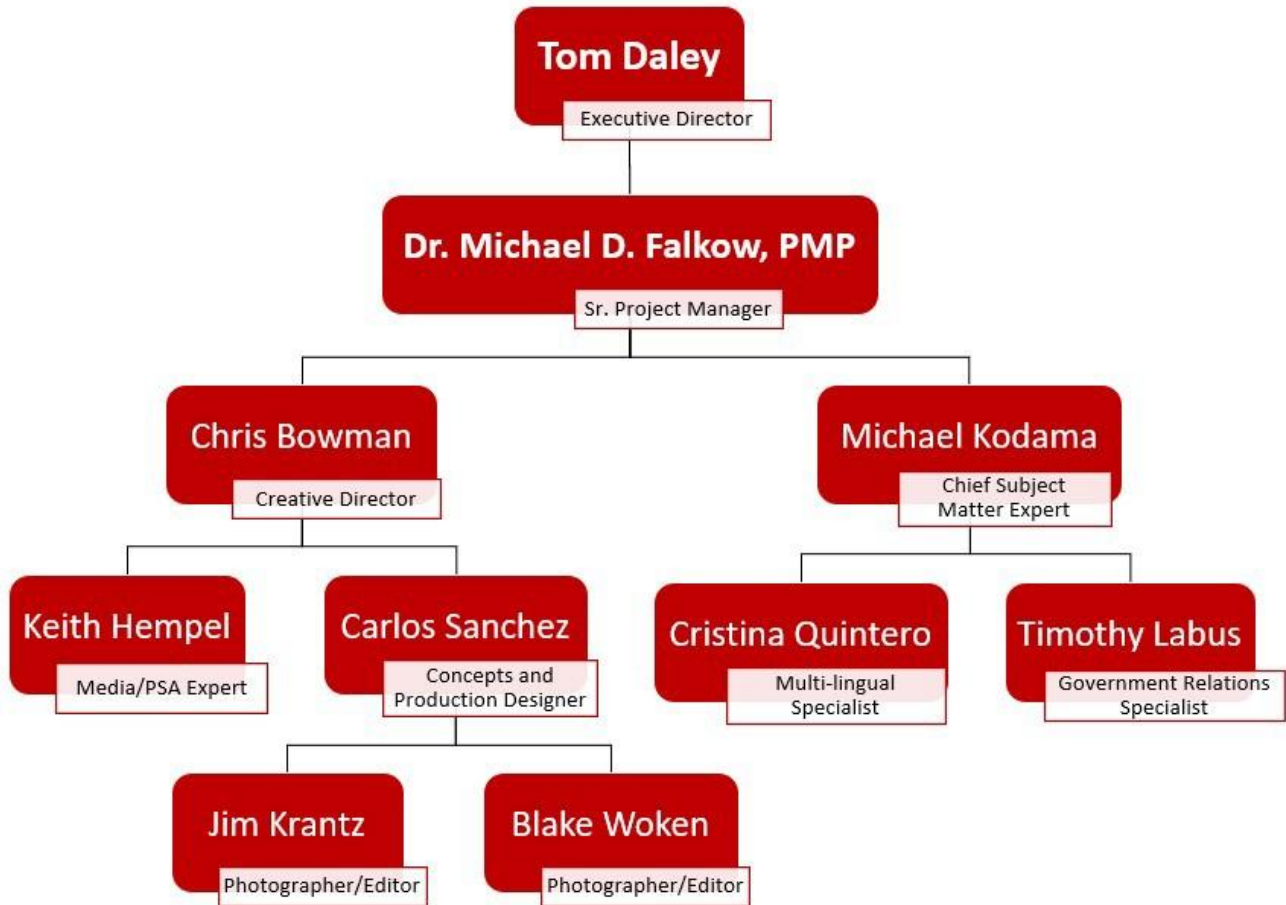 Tom Daley
Executive Director
Dr. Michael D. Falkow, PMP
Sr. Project Manager
Chris Bowman
Creative Director
Michael Kodama
Chief Subject
Matter Expert
Keith Hempel
Media/PSA Expert
Carlos Sanchez
Concepts and
Production Designer
Cristina Quintero
Multi-lingual
Specialist
Timothy Labus
Government Relations
Specialist
Jim Krantz
Photographer/Editor
Blake Woken
Photographer/Editor